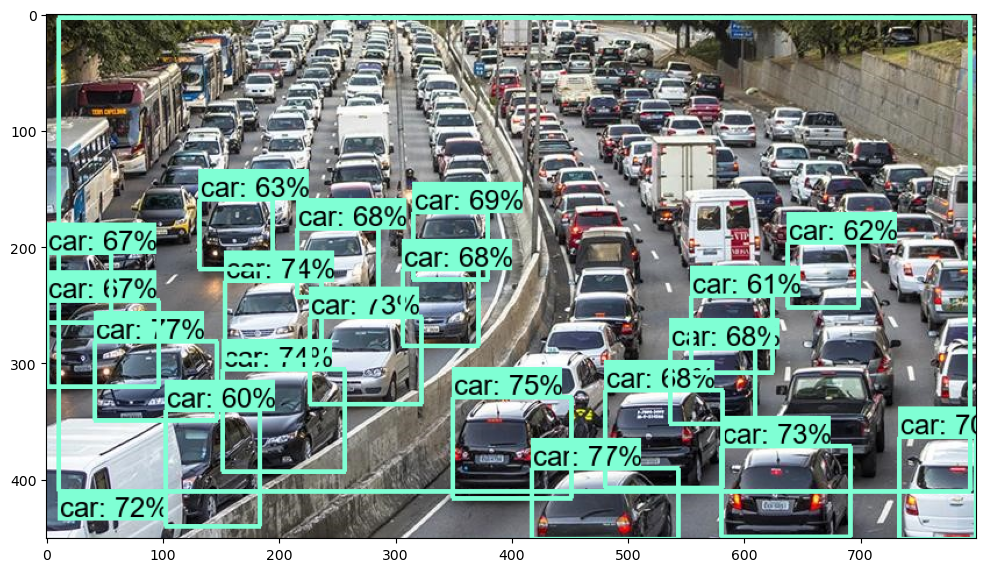 0
100
200
300
400
0
100
200
300
400
500
600
700
car: 63%
car: 69%
car: 68%
car: 62%
car: 67%
car: 68%
car: 74%
car: 61%
car: 67%
car: 73%
car: 77%
car: 68%
car: 74%
car: 75%
car: 68%
car: 60%
car: 73%
car: 70
car: 77%
car: 72%
VIP